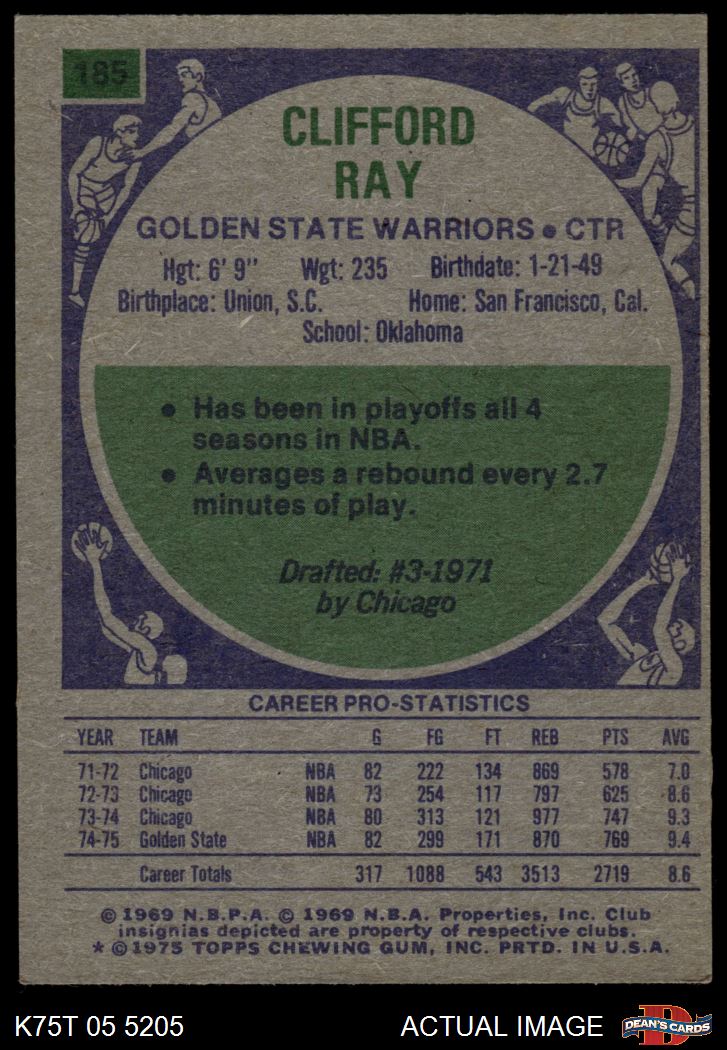 185
CLIFFORD
RAY
GOLDEN STATE WARRIORS • CTR
Hgt: 6' 9" Wgt: 235 Birthdate: 1-21-49
Birthplace: Union, S.C. Home: San Francisco, Cal.
School: Oklahoma
• Has been in playoffs all 4
seasons in NBA.
• Averages a rebound every 2.7
minutes of play.
Drafted: #3-1971
by Chicago
CAREER PRO-STATISTICS
YEAR TEAM G FG FT REB PTS AVG
71-72 Chicago NBA 82 222 134 869 578 7.0
72-73 Chicago NBA 73 254 117 797 625 8.6
73-74 Chicago NBA 80 313 121 977 747 9.3
74-75 Golden State NBA 82 299 171 870 769 9.4
Career Totals 317 1088 543 3513 2719 8.6
© 1969 N.B.P.A. © 1969 N.B.A. Properties, Inc. Club
insignias depicted are property of respective clubs.
* © 1975 TOPPS CHEWING GUM, INC. PRTD. IN U.S.A.
K75T 05 5205 ACTUAL IMAGE D DEAN'S CARDS